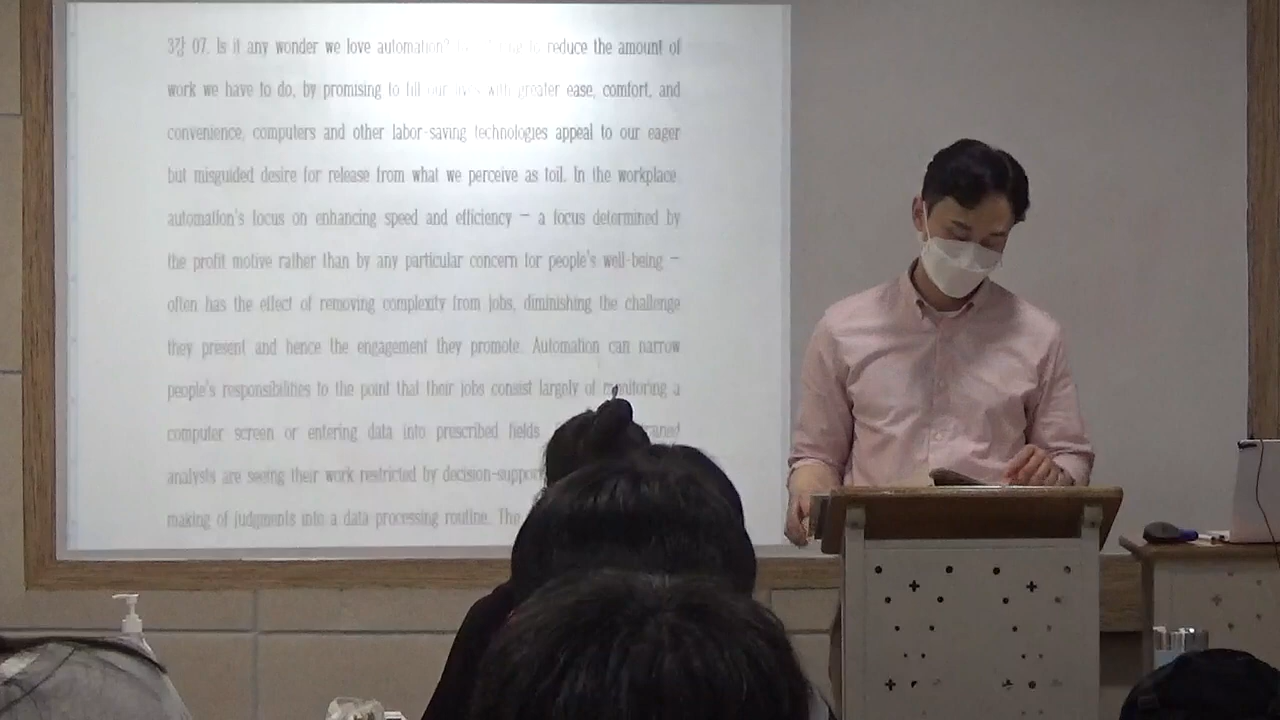 3강 07. Is it any wonder we love automation? reduce the amount of
work we have to do, by promising to fill our lives with greater ease, comfort, and
convenience, computers and other labor-saving technologies appeal to our eager
but misguided desire for release from what we perceive as toil. In the workplace,
automation's focus on enhancing speed and efficiency — a focus determined by
the profit motive rather than by any particular concern for people's well-being —
often has the effect of removing complexity from jobs, diminishing the challenge
they present and hence the engagement they promote. Automation can narrow
people's responsibilities to the point that their jobs consist largely of monitoring a
computer screen or entering data into prescribed fields.
analysts are seeing their work restricted by decision-support
making of judgments into a data processing routine. The